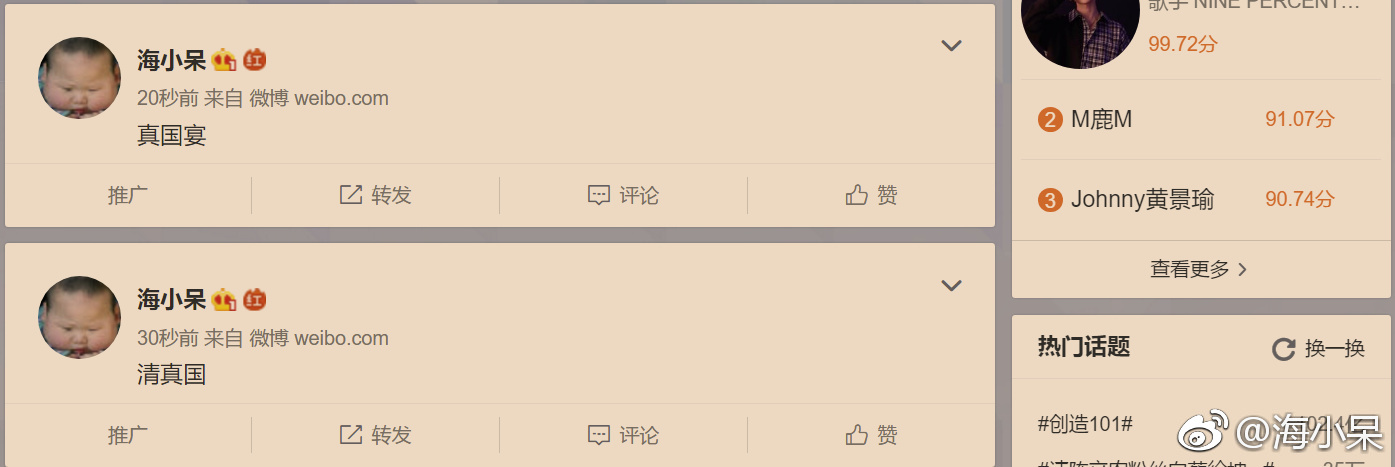 海小呆
20秒前 来自 微博 weibo.com
真国宴
推广
转发
评论
赞
海小呆
30秒前 来自 微博 weibo.com
清真国
推广
转发
评论
赞
歌手 NINE PERCENT…
99.72分
2 M鹿M 91.07分
3 Johnny黄景瑜 90.74分
查看更多
热门话题 换一换
#创造101#
@海小呆